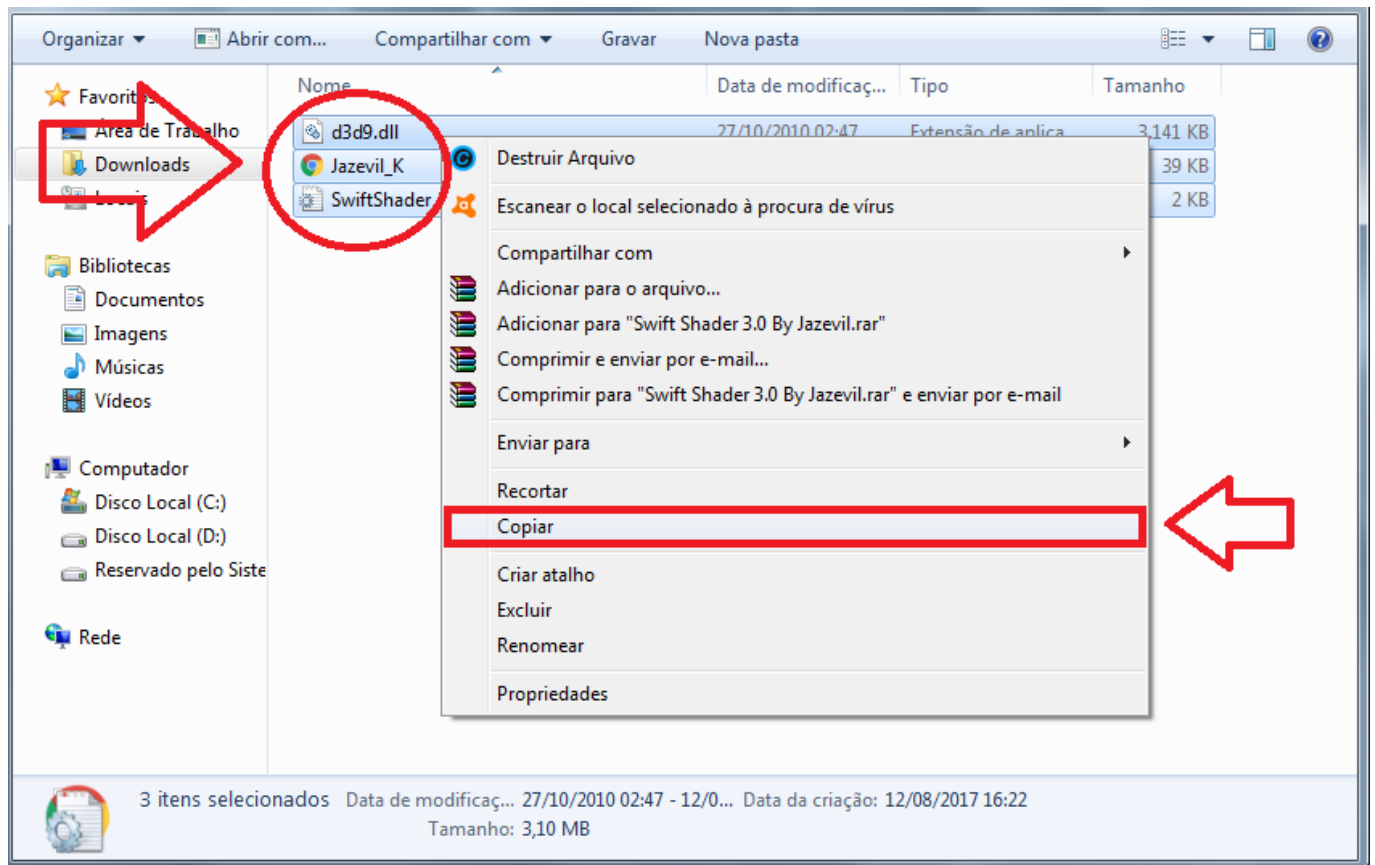 Organizar Abrir com... Compartilhar com Gravar Nova pasta
Nome Data de modificaç... Tipo Tamanho
Favoritos
Área de Trabalho
Downloads
Locais
Bibliotecas
Documentos
Imagens
Músicas
Vídeos
Computador
Disco Local (C:)
Disco Local (D:)
Reservado pelo Siste
Rede
d3d9.dll 27/10/2010 02:47 Extensão de aplica 3.141 KB
Jazevil_K 39 KB
SwiftShader 2 KB
Destruir Arquivo
Escanear o local selecionado à procura de vírus
Compartilhar com
Adicionar para o arquivo...
Adicionar para "Swift Shader 3.0 By Jazevil.rar"
Comprimir e enviar por e-mail...
Comprimir para "Swift Shader 3.0 By Jazevil.rar" e enviar por e-mail
Enviar para
Recortar
Copiar
Criar atalho
Excluir
Renomear
Propriedades
3 itens selecionados Data de modificaç... 27/10/2010 02:47 - 12/0... Data da criação: 12/08/2017 16:22
Tamanho: 3,10 MB